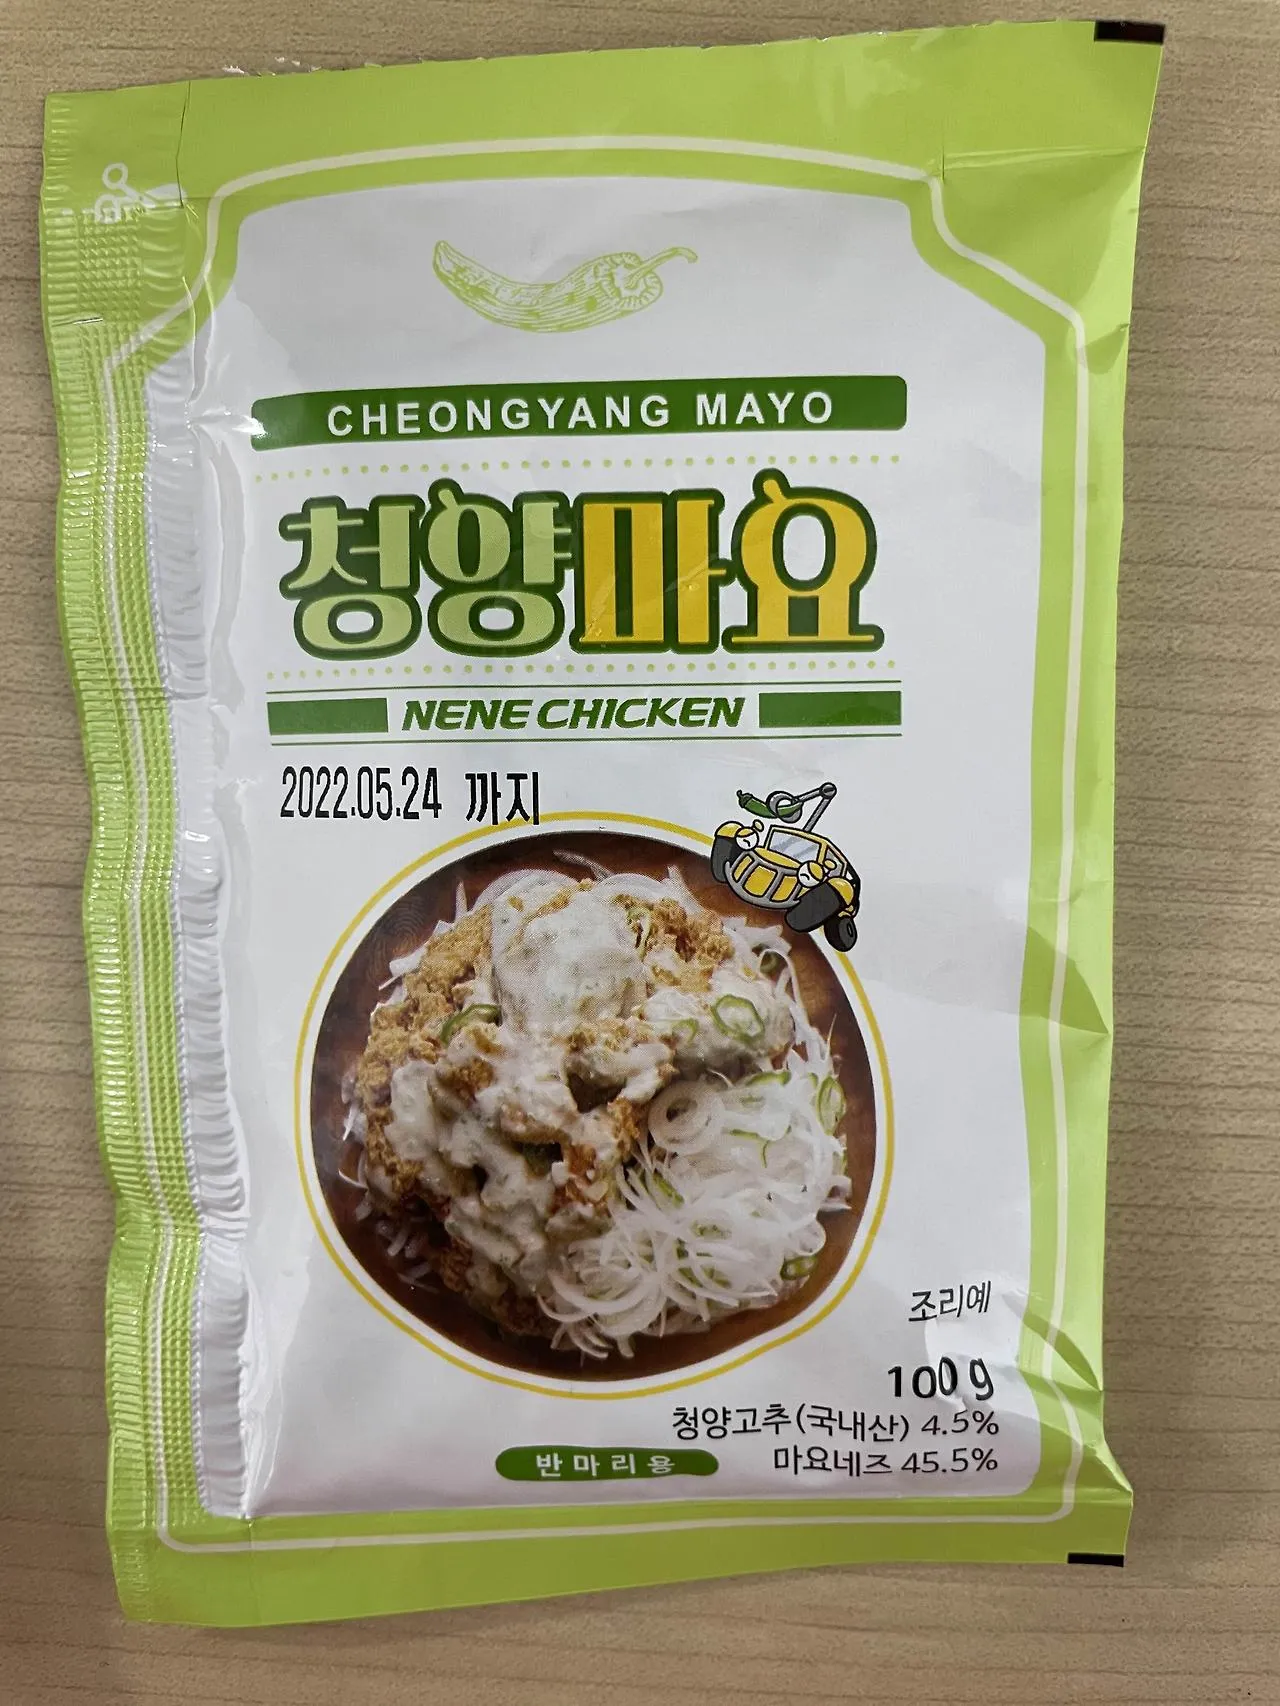 CHEONGYANG MAYO
청양마요
NENE CHICKEN
2022.05.24 까지
조리예
100 g
청양고추(국내산) 4.5%
마요네즈 45.5%
반마리용